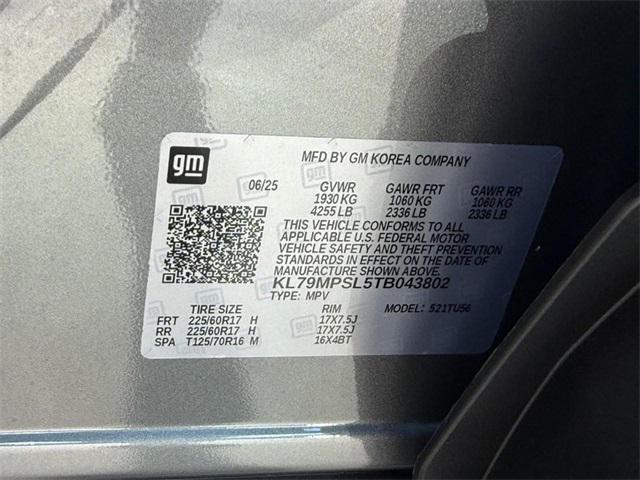 gm
MFD BY GM KOREA COMPANY
06/25 GVWR GAWR FRT GAWR RR
1930 KG 1060 KG 1060 KG
4255 LB 2336 LB 2336 LB
THIS VEHICLE CONFORMS TO ALL
APPLICABLE U.S. FEDERAL MOTOR
VEHICLE SAFETY AND THEFT PREVENTION
STANDARDS IN EFFECT ON THE DATE OF
MANUFACTURE SHOWN ABOVE.
KL79MPSL5TB043802
TYPE: MPV MODEL: 521TU56
TIRE SIZE RIM
FRT 225/60R17 H 17X7.5J
RR 225/60R17 H 17X7.5J
SPA T125/70R16 M 16X4BT